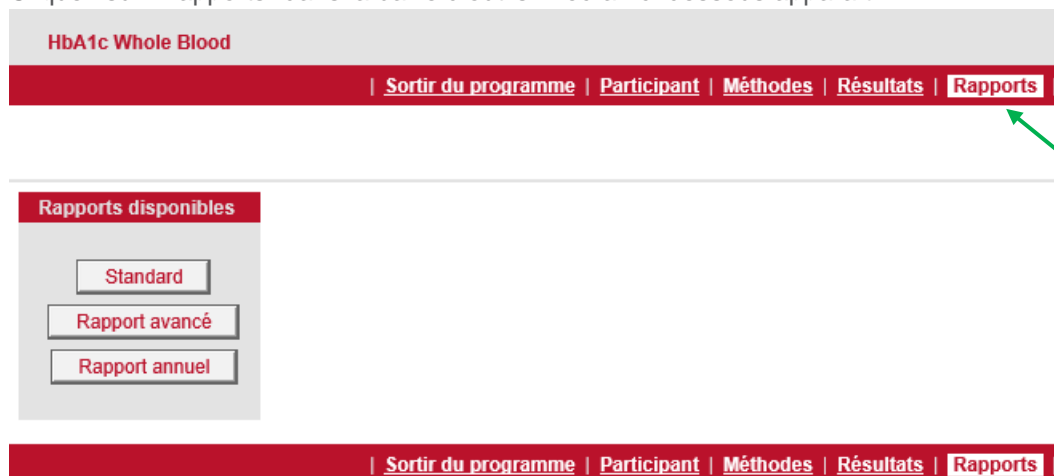 HbA1c Whole Blood
| Sortir du programme | Participant | Méthodes | Résultats | Rapports |
Rapports disponibles
Standard
Rapport avancé
Rapport annuel
| Sortir du programme | Participant | Méthodes | Résultats | Rapports |